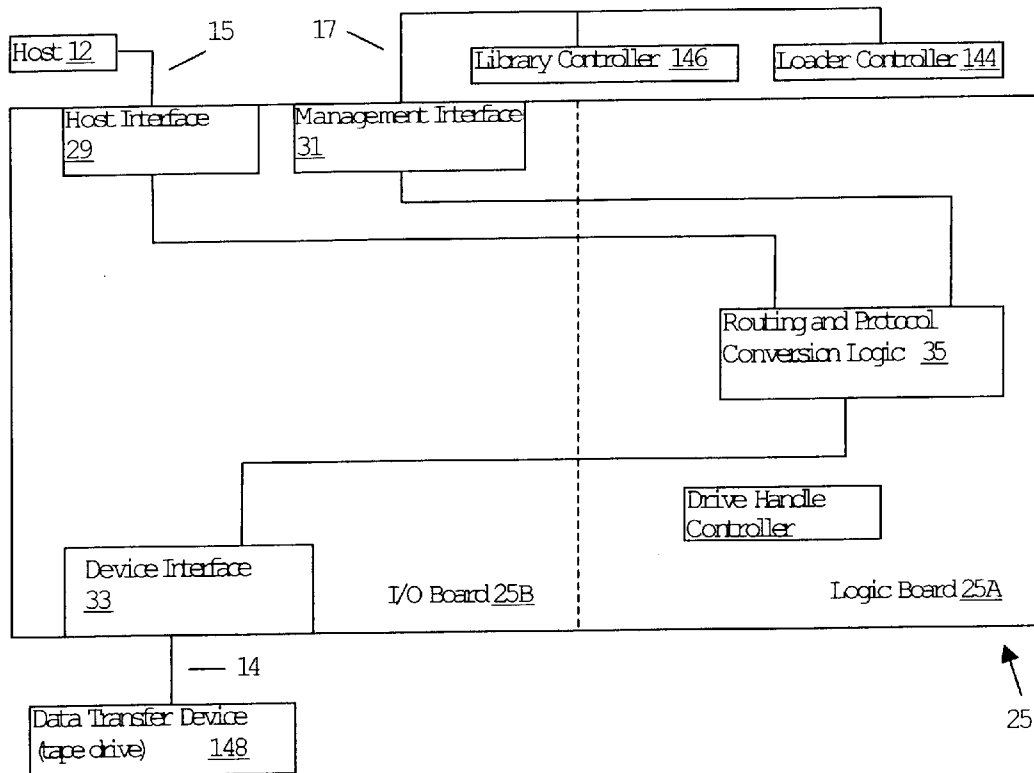 15
17
Host 12
Library Controller 146
Loader Controller 144
Host Interface
29
Management Interface
31
Routing and Protocol
Conversion Logic 35
Drive Handle
Controller
Device Interface
33
I/O Board 25B
Logic Board 25A
14
25
Data Transfer Device
(tape drive) 148